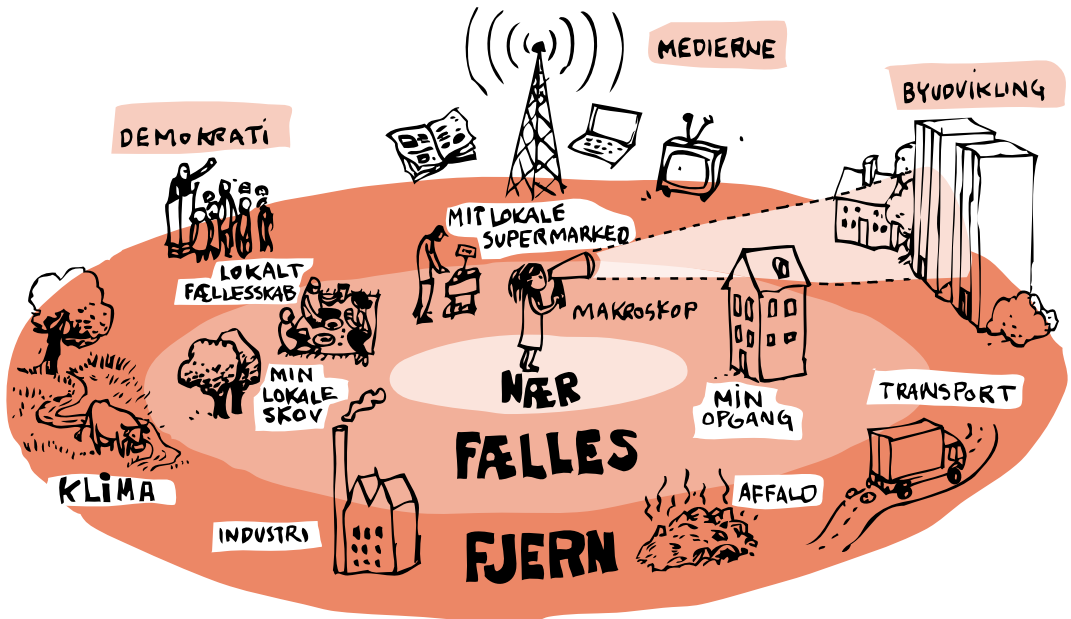 MEDIERNE
BYUDVIKLING
DEMOKRATI
MIT LOKALE
SUPERMARKED
LOKALT
FÆLLESSKAB
MAKROSKOP
MIN
LOKALE
SKOV
NÆR
MIN
OPGANG
TRANSPORT
FÆLLES
KLIMA
AFFALD
INDUSTRI
FJERN